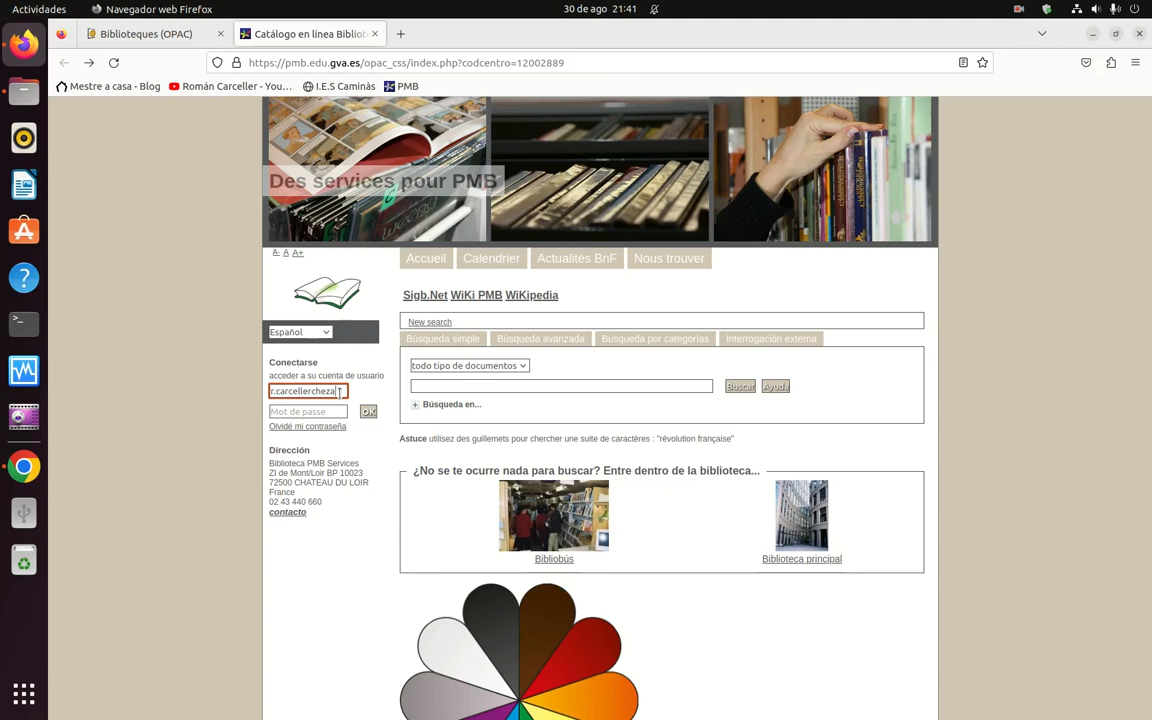 Actividades
Navegador web Firefox
30 de ago 21:41
Biblioteques (OPAC)
Catálogo en línea Bibliot
https://pmb.edu.gva.es/opac_css/index.php?codcentro=12002889
Mestre a casa - Blog
Román Carceller - You…
I.E.S Caminàs
PMB
Des services pour PMB
A- A A+
Accueil
Calendrier
Actualités BnF
Nous trouver
Sigb.Net WiKi PMB WiKipedia
Español
New search
Búsqueda simple
Búsqueda avanzada
Búsqueda por categorías
Interrogación externa
todo tipo de documentos
Buscar
Ayuda
Búsqueda en...
Conectarse
acceder a su cuenta de usuario
r.carcellercheza
Mot de passe
OK
Olvidé mi contraseña
Astuce utilisez des guillemets pour chercher une suite de caractères : "révolution française"
Dirección
Biblioteca PMB Services
ZI de Mont/Loir BP 10023
72500 CHATEAU DU LOIR
France
02 43 440 660
contacto
¿No se te ocurre nada para buscar? Entre dentro de la biblioteca...
Bibliobús
Biblioteca principal